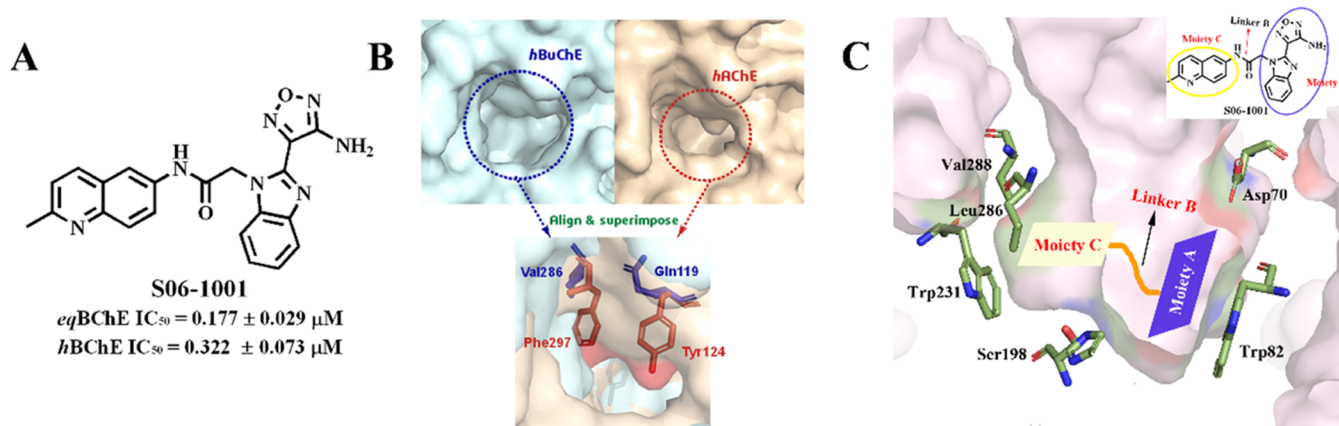 A
O
N
N
NH₂
H
N
O
N
N
N
S06-1001
eqBChE IC₅₀ = 0.177 ± 0.029 μM
hBChE IC₅₀ = 0.322 ± 0.073 μM
B
hBuChE
hAChE
Align & superimpose
Val286
Gln119
Phe297
Tyr124
C
Linker B
Moiety C
O
N
N
NH₂
H
N
O
N
N
N
Moiety
S06-1001
Val288
Leu286
Asp70
Linker B
Moiety C
Moiety A
Trp231
Ser198
Trp82